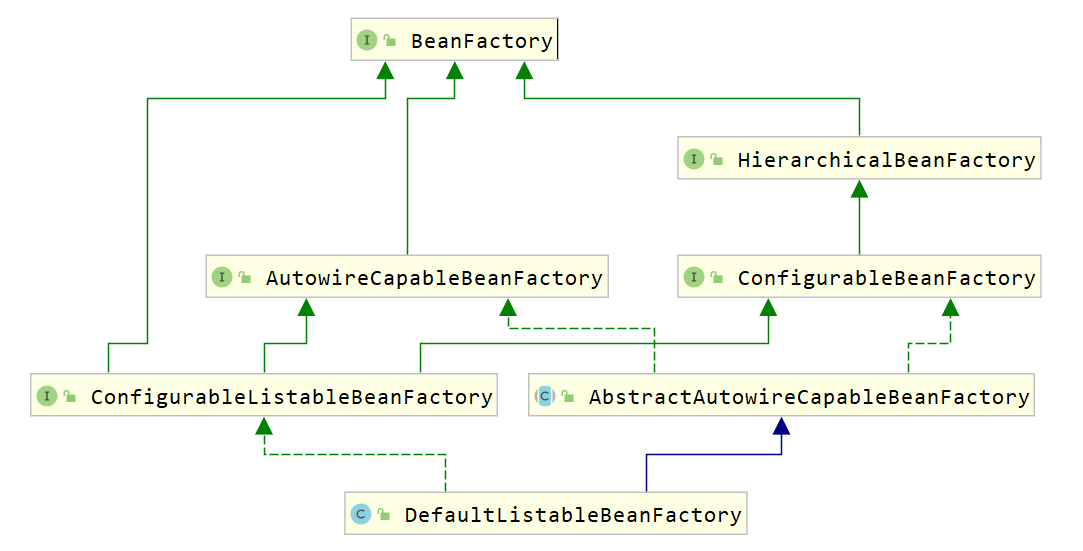 I BeanFactory
I HierarchicalBeanFactory
I AutowireCapableBeanFactory
I ConfigurableBeanFactory
I ConfigurableListableBeanFactory
C AbstractAutowireCapableBeanFactory
C DefaultListableBeanFactory